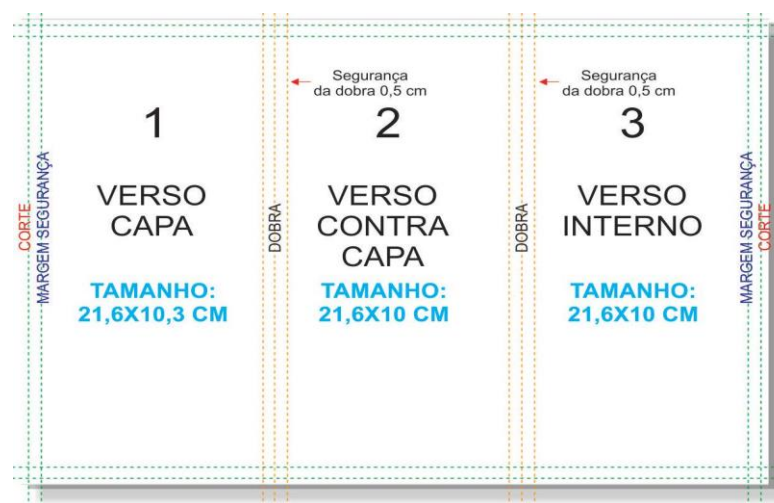 CORTE
MARGEM SEGURANÇA
1
VERSO
CAPA
TAMANHO:
21,6X10,3 CM
DOBRA
Segurança
da dobra 0,5 cm
2
VERSO
CONTRA
CAPA
TAMANHO:
21,6X10 CM
DOBRA
Segurança
da dobra 0,5 cm
3
VERSO
INTERNO
TAMANHO:
21,6X10 CM
MARGEM SEGURANÇA
CORTE